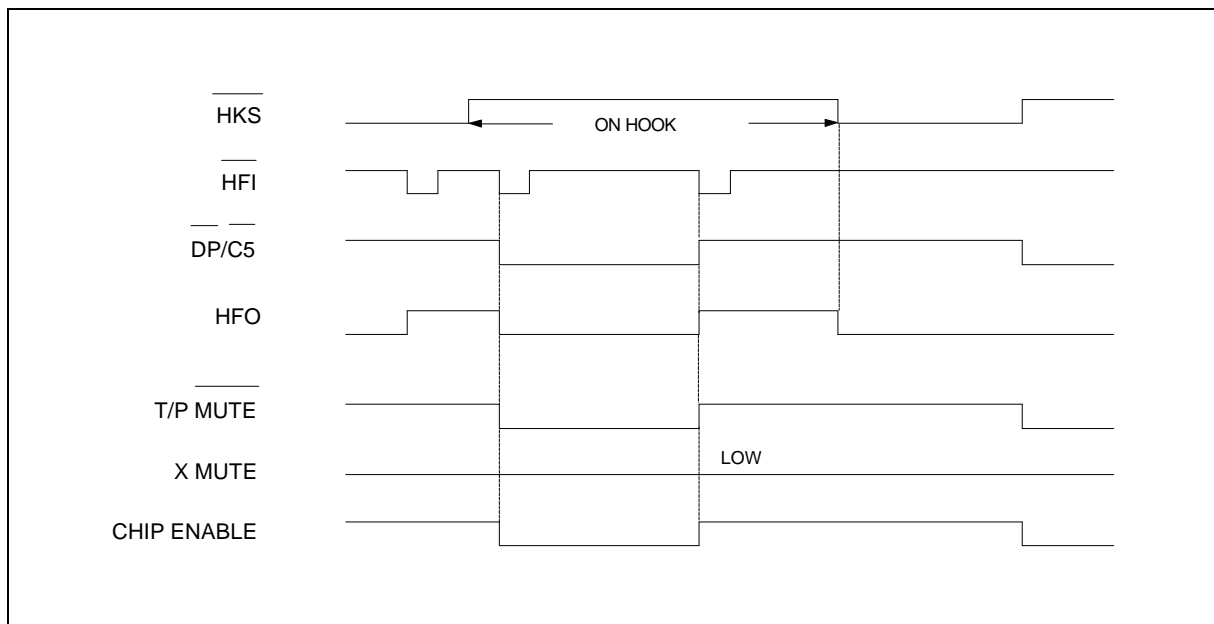 HKS
ON HOOK
HFI
DP/C5
HFO
T/P MUTE
X MUTE
LOW
CHIP ENABLE